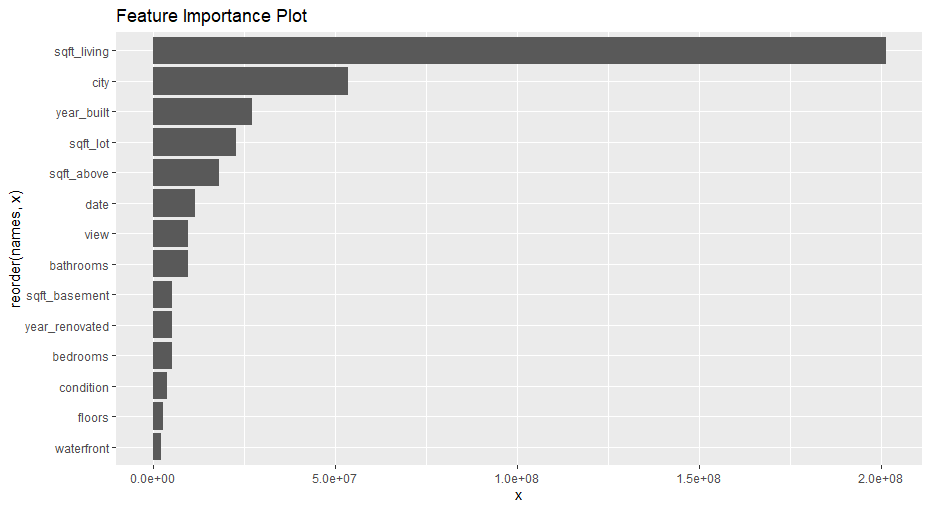 Feature Importance Plot
reorder(names, x)
sqft_living
city
year_built
sqft_lot
sqft_above
date
view
bathrooms
sqft_basement
year_renovated
bedrooms
condition
floors
waterfront
0.0e+00 5.0e+07 1.0e+08 1.5e+08 2.0e+08
x